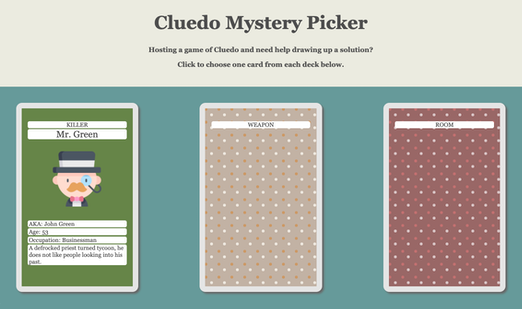 Cluedo Mystery Picker
Hosting a game of Cluedo and need help drawing up a solution?
Click to choose one card from each deck below.
KILLER
Mr. Green
AKA: John Green
Age: 53
Occupation: Businessman
A defrocked priest turned tycoon, he
does not like people looking into his
past.
WEAPON
ROOM